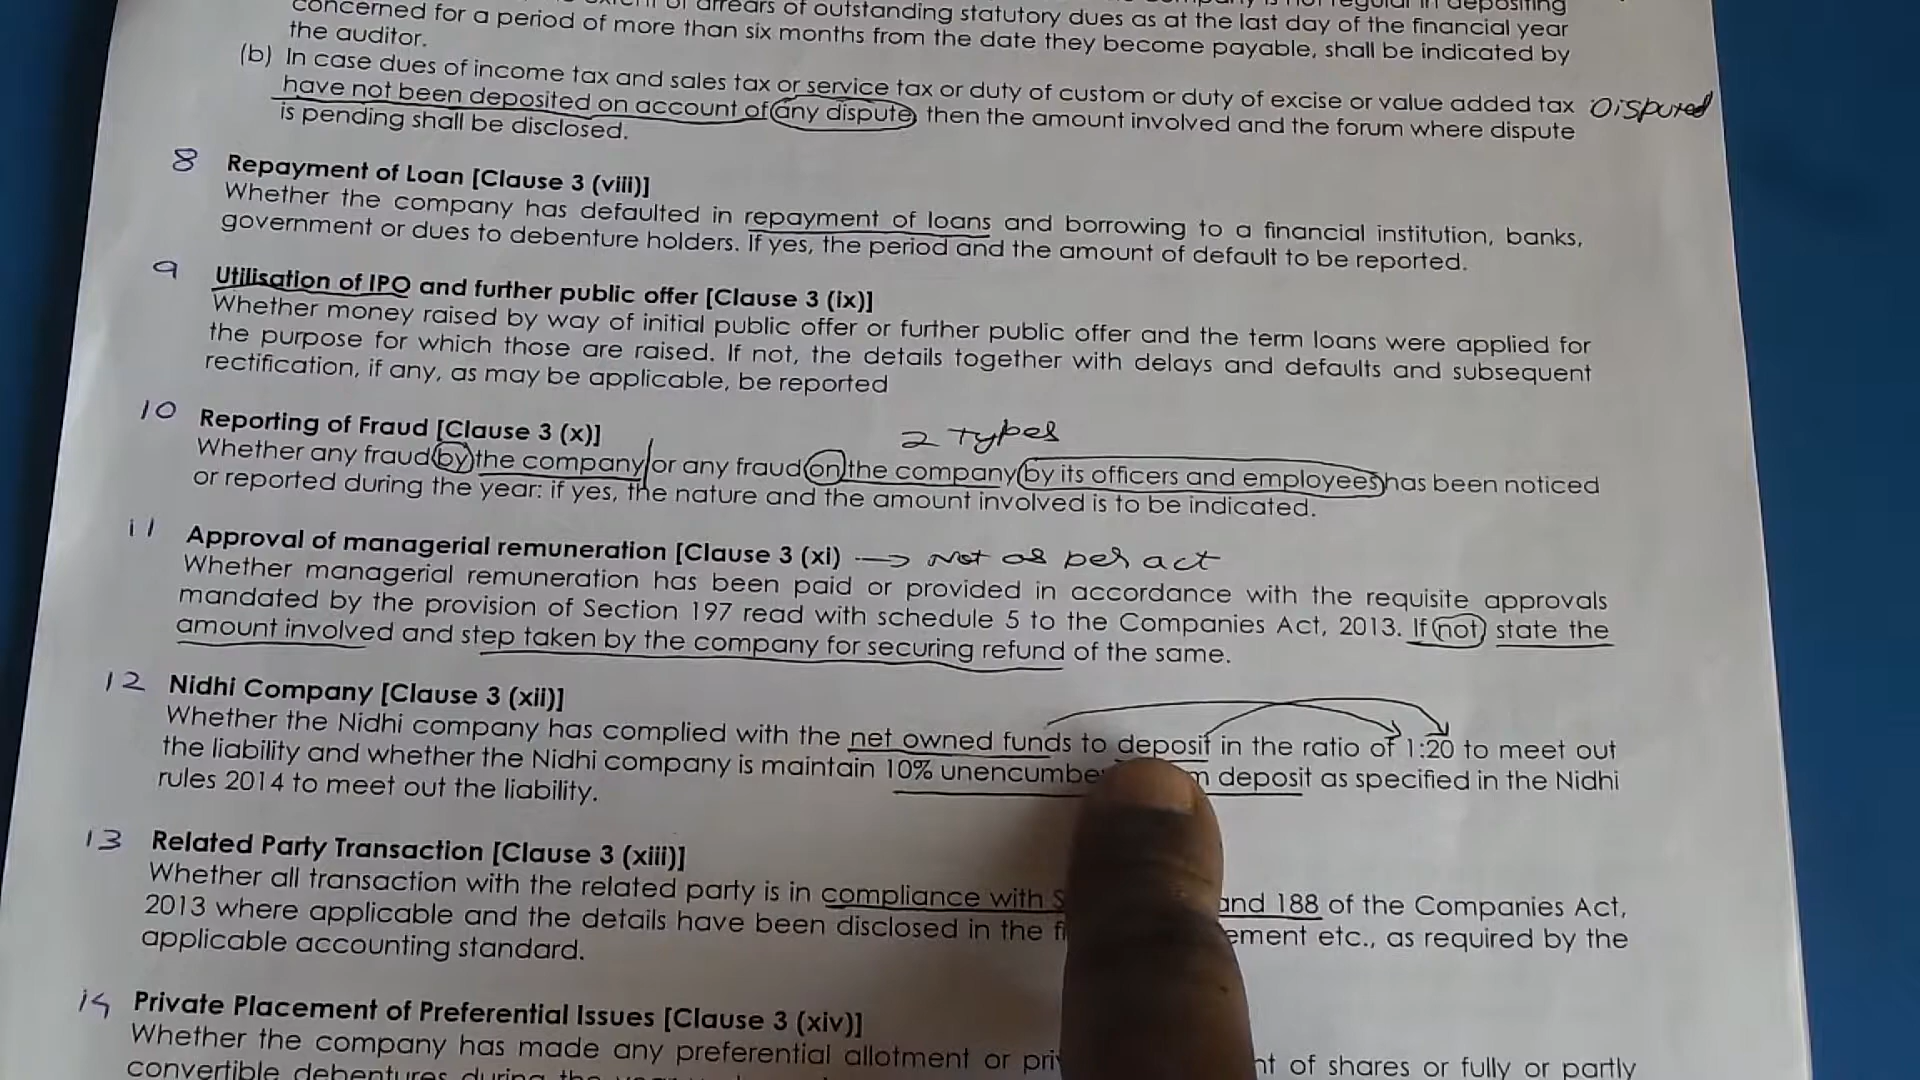 arrears of outstanding statutory dues as at the last day of the financial year
concerned for a period of more than six months from the date they become payable, shall be indicated by
the auditor.
(b) In case dues of income tax and sales tax or service tax or duty of custom or duty of excise or value added tax
have not been deposited on account of any dispute, then the amount involved and the forum where dispute
is pending shall be disclosed.
8 Repayment of Loan [Clause 3 (viii)]
Whether the company has defaulted in repayment of loans and borrowing to a financial institution, banks,
government or dues to debenture holders. If yes, the period and the amount of default to be reported.
9 Utilisation of IPO and further public offer [Clause 3 (ix)]
Whether money raised by way of initial public offer or further public offer and the term loans were applied for
the purpose for which those are raised. If not, the details together with delays and defaults and subsequent
rectification, if any, as may be applicable, be reported
10 Reporting of Fraud [Clause 3 (x)] 2 Types
Whether any fraud by the company or any fraud on the company by its officers and employees has been noticed
or reported during the year: if yes, the nature and the amount involved is to be indicated.
11 Approval of managerial remuneration [Clause 3 (xi) → Not as per act
Whether managerial remuneration has been paid or provided in accordance with the requisite approvals
mandated by the provision of Section 197 read with schedule 5 to the Companies Act, 2013. If not state the
amount involved and step taken by the company for securing refund of the same.
12 Nidhi Company [Clause 3 (xii)]
Whether the Nidhi company has complied with the net owned funds to deposit in the ratio of 1:20 to meet out
the liability and whether the Nidhi company is maintain 10% deposit as specified in the Nidhi
rules 2014 to meet out the liability.
13 Related Party Transaction [Clause 3 (xiii)]
Whether all transaction with the related party is in compliance with and 188 of the Companies Act,
2013 where applicable and the details have been disclosed in the etc., as required by the
applicable accounting standard.
14 Private Placement of Preferential Issues [Clause 3 (xiv)]
Whether the company has made any preferential allotment or of shares or fully or partly
convertible debentures during the